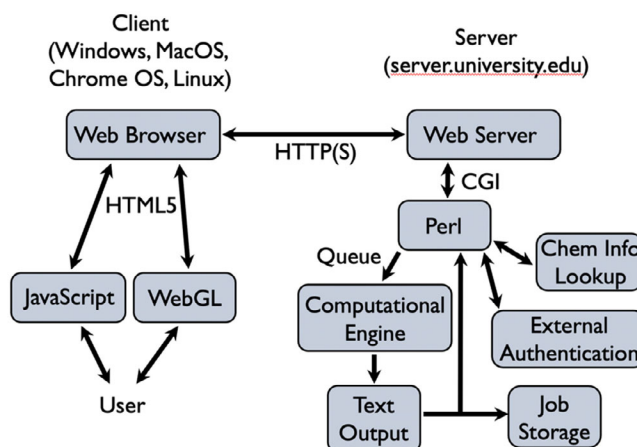 Client
(Windows, MacOS,
Chrome OS, Linux)
Server
(server.university.edu)
Web Browser
HTTP(S)
Web Server
HTML5
CGI
Perl
Queue
Chem Info
Lookup
JavaScript
WebGL
Computational
Engine
External
Authentication
User
Text
Output
Job
Storage